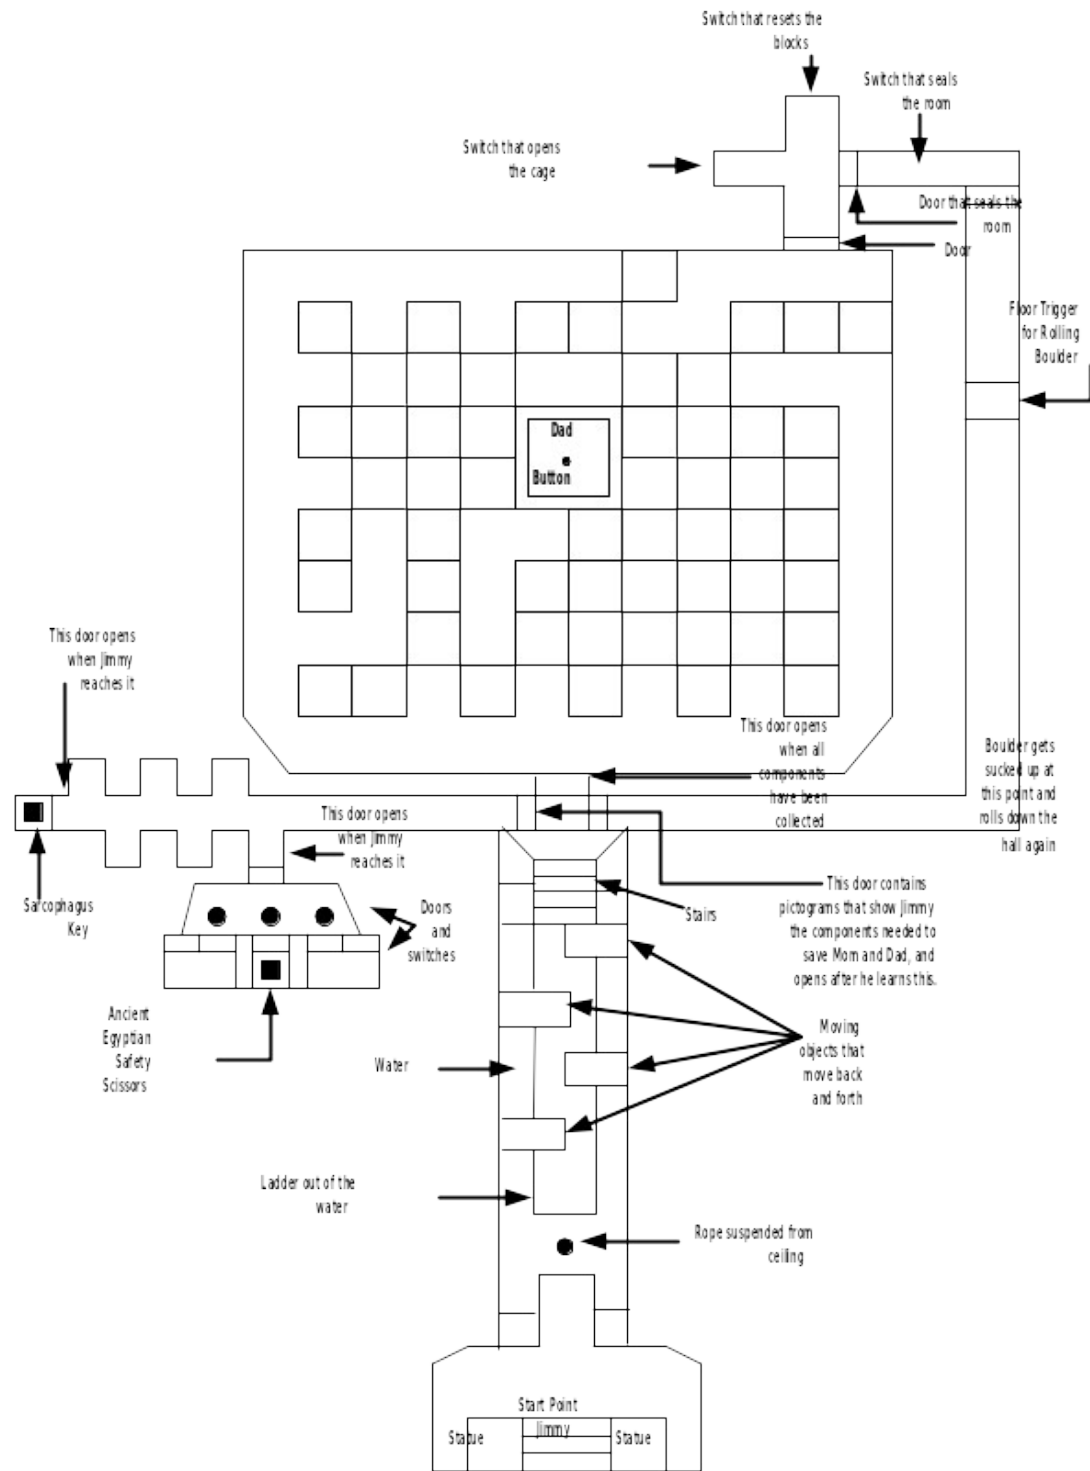 Switch that resets the
blocks
Switch that seals
the room
Switch that opens
the cage
Door that seals the
room
Door
Floor Trigger
for Rolling
Boulder
Dad
Button
This door opens
when Jimmy
reaches it
This door opens
when all
components
have been
collected
Boulder gets
sucked up at
this point and
rolls down the
hall again
This door opens
when Jimmy
reaches it
Sarcophagus
Key
Doors
and
switches
Stairs
This door contains
pictograms that show Jimmy
the components needed to
save Mom and Dad, and
opens after he learns this.
Ancient
Egyptian
Safety
Scissors
Water
Moving
objects that
move back
and forth
Ladder out of the
water
Rope suspended from
ceiling
Start Point
Jimmy
Statue
Statue